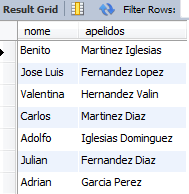 Result Grid Filter Rows:
nome apelidos
Benito Martinez Iglesias
Jose Luis Fernandez Lopez
Valentina Hernandez Valin
Carlos Martinez Diaz
Adolfo Iglesias Dominguez
Julian Fernandez Diaz
Adrian Garcia Perez